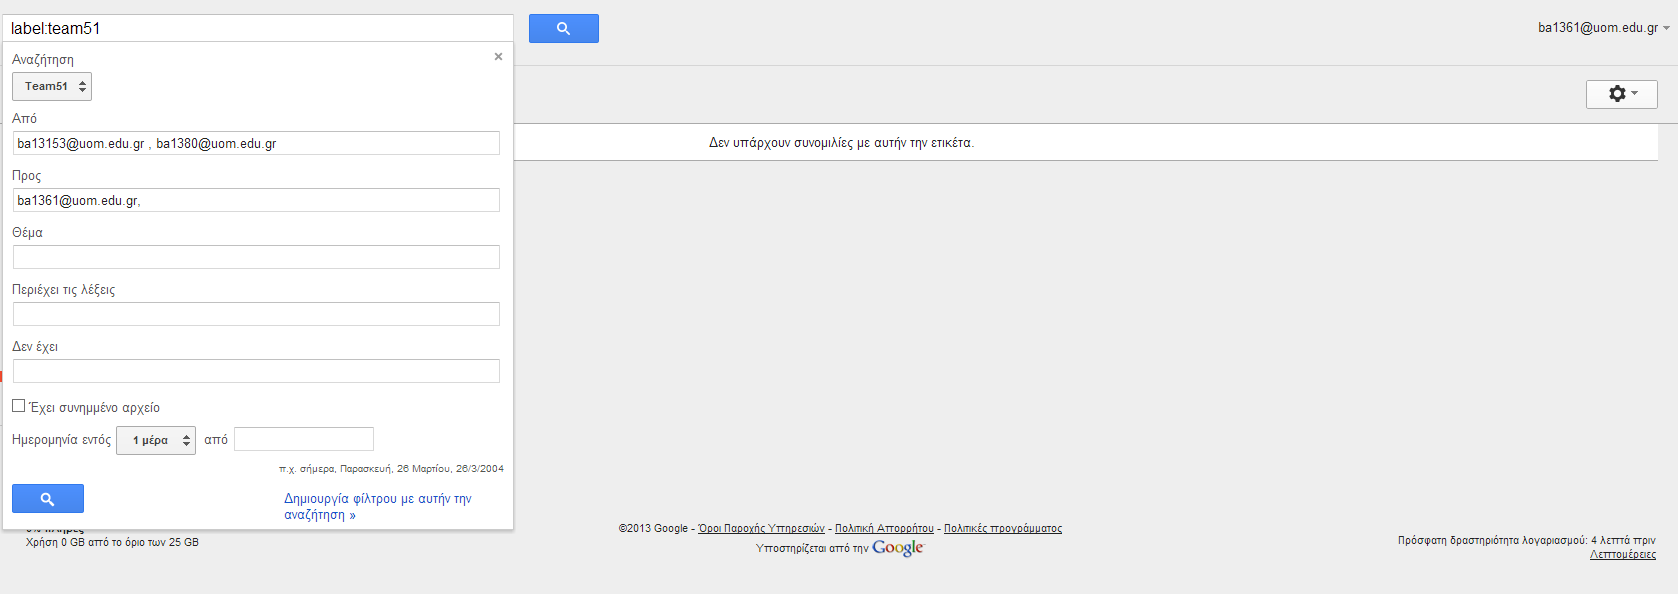 label:team51
ba1361@uom.edu.gr
Αναζήτηση
Team51
Από
ba13153@uom.edu.gr , ba1380@uom.edu.gr
Δεν υπάρχουν συνομιλίες με αυτήν την ετικέτα.
Προς
ba1361@uom.edu.gr,
Θέμα
Περιέχει τις λέξεις
Δεν έχει
Έχει συνημμένο αρχείο
Ημερομηνία εντός 1 μέρα από
π.χ. σήμερα, Παρασκευή, 26 Μαρτίου, 26/3/2004
Δημιουργία φίλτρου με αυτήν την
αναζήτηση »
Χρήση 0 GB από το όριο των 25 GB
©2013 Google - Όροι Παροχής Υπηρεσιών - Πολιτική Απορρήτου - Πολιτικές προγράμματος
Υποστηρίζεται από την Google
Πρόσφατη δραστηριότητα λογαριασμού: 4 λεπτά πριν
Λεπτομέρειες